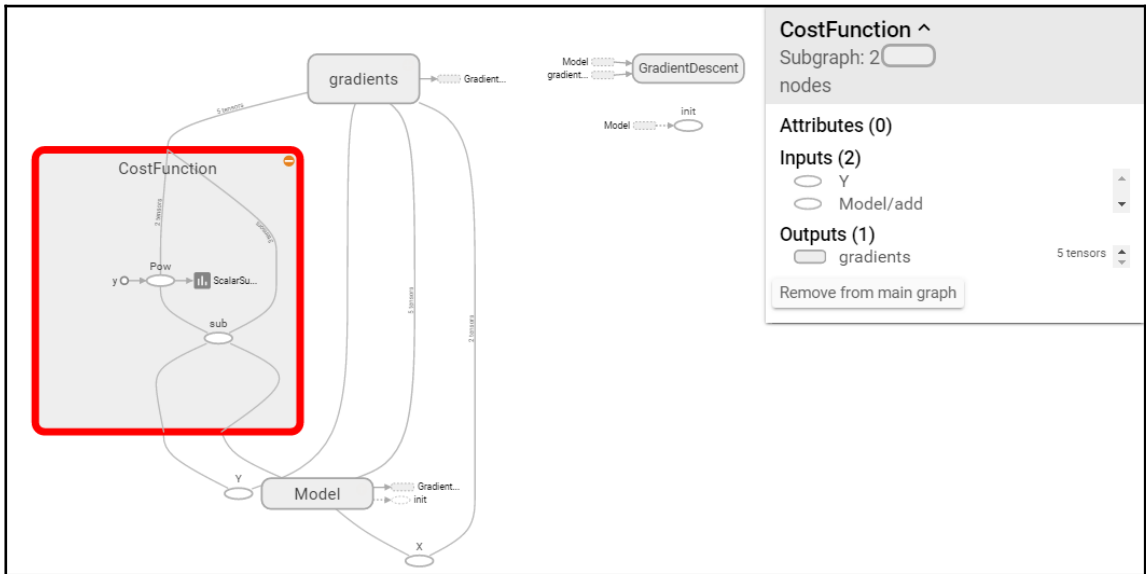 gradients
Gradient...
Model
gradient...
GradientDescent
init
Model
5 tensors
CostFunction
2 tensors
3 tensors
Pow
y
ScalarSu...
sub
5 tensors
2 tensors
Y
Model
Gradient...
init
X
CostFunction
Subgraph: 2
nodes
Attributes (0)
Inputs (2)
Y
Model/add
Outputs (1)
gradients 5 tensors
Remove from main graph